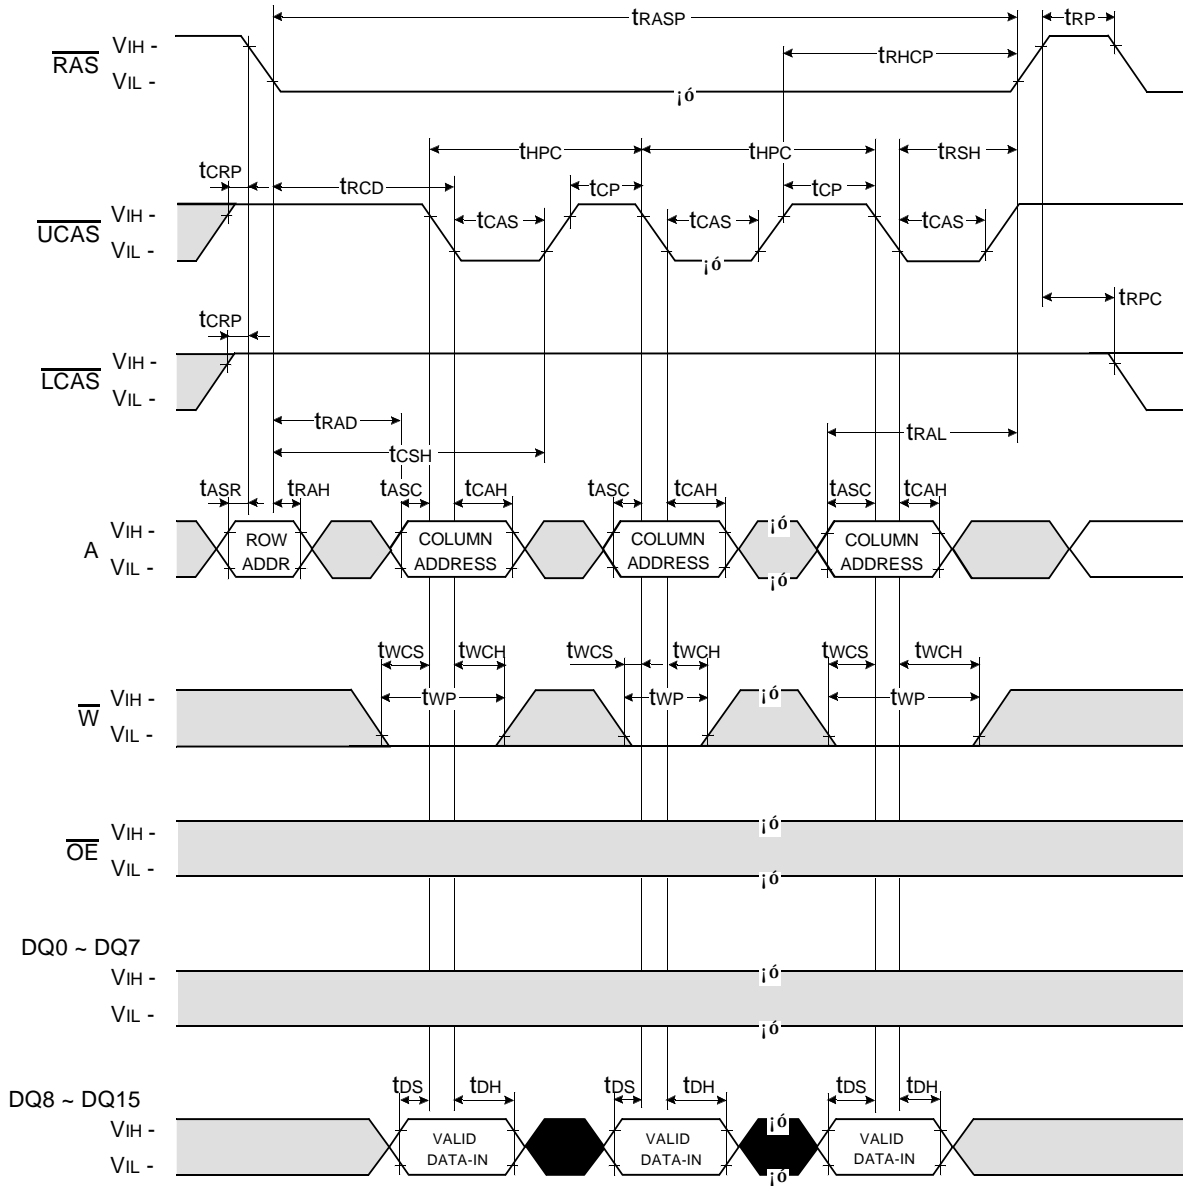 tRASP
tRP
RAS
VIH -
VIL -
tRHCP
¡ó
tHPC
tHPC
tRSH
tCRP
tRCD
tCP
tCP
UCAS
VIH -
VIL -
tCAS
tCAS
tCAS
¡ó
tRPC
tCRP
LCAS
VIH -
VIL -
tRAD
tCSH
tRAL
tASR
tRAH
tASC
tCAH
tASC
tCAH
tASC
tCAH
A
VIH -
VIL -
ROW
ADDR
COLUMN
ADDRESS
COLUMN
ADDRESS
¡ó
¡ó
COLUMN
ADDRESS
tWCS
tWCH
tWCS
tWCH
tWCS
tWCH
W
VIH -
VIL -
tWP
tWP
¡ó
tWP
OE
VIH -
VIL -
¡ó
¡ó
DQ0 ~ DQ7
VIH -
VIL -
¡ó
¡ó
DQ8 ~ DQ15
VIH -
VIL -
tDS
tDH
tDS
tDH
tDS
tDH
VALID
DATA-IN
VALID
DATA-IN
¡ó
¡ó
VALID
DATA-IN